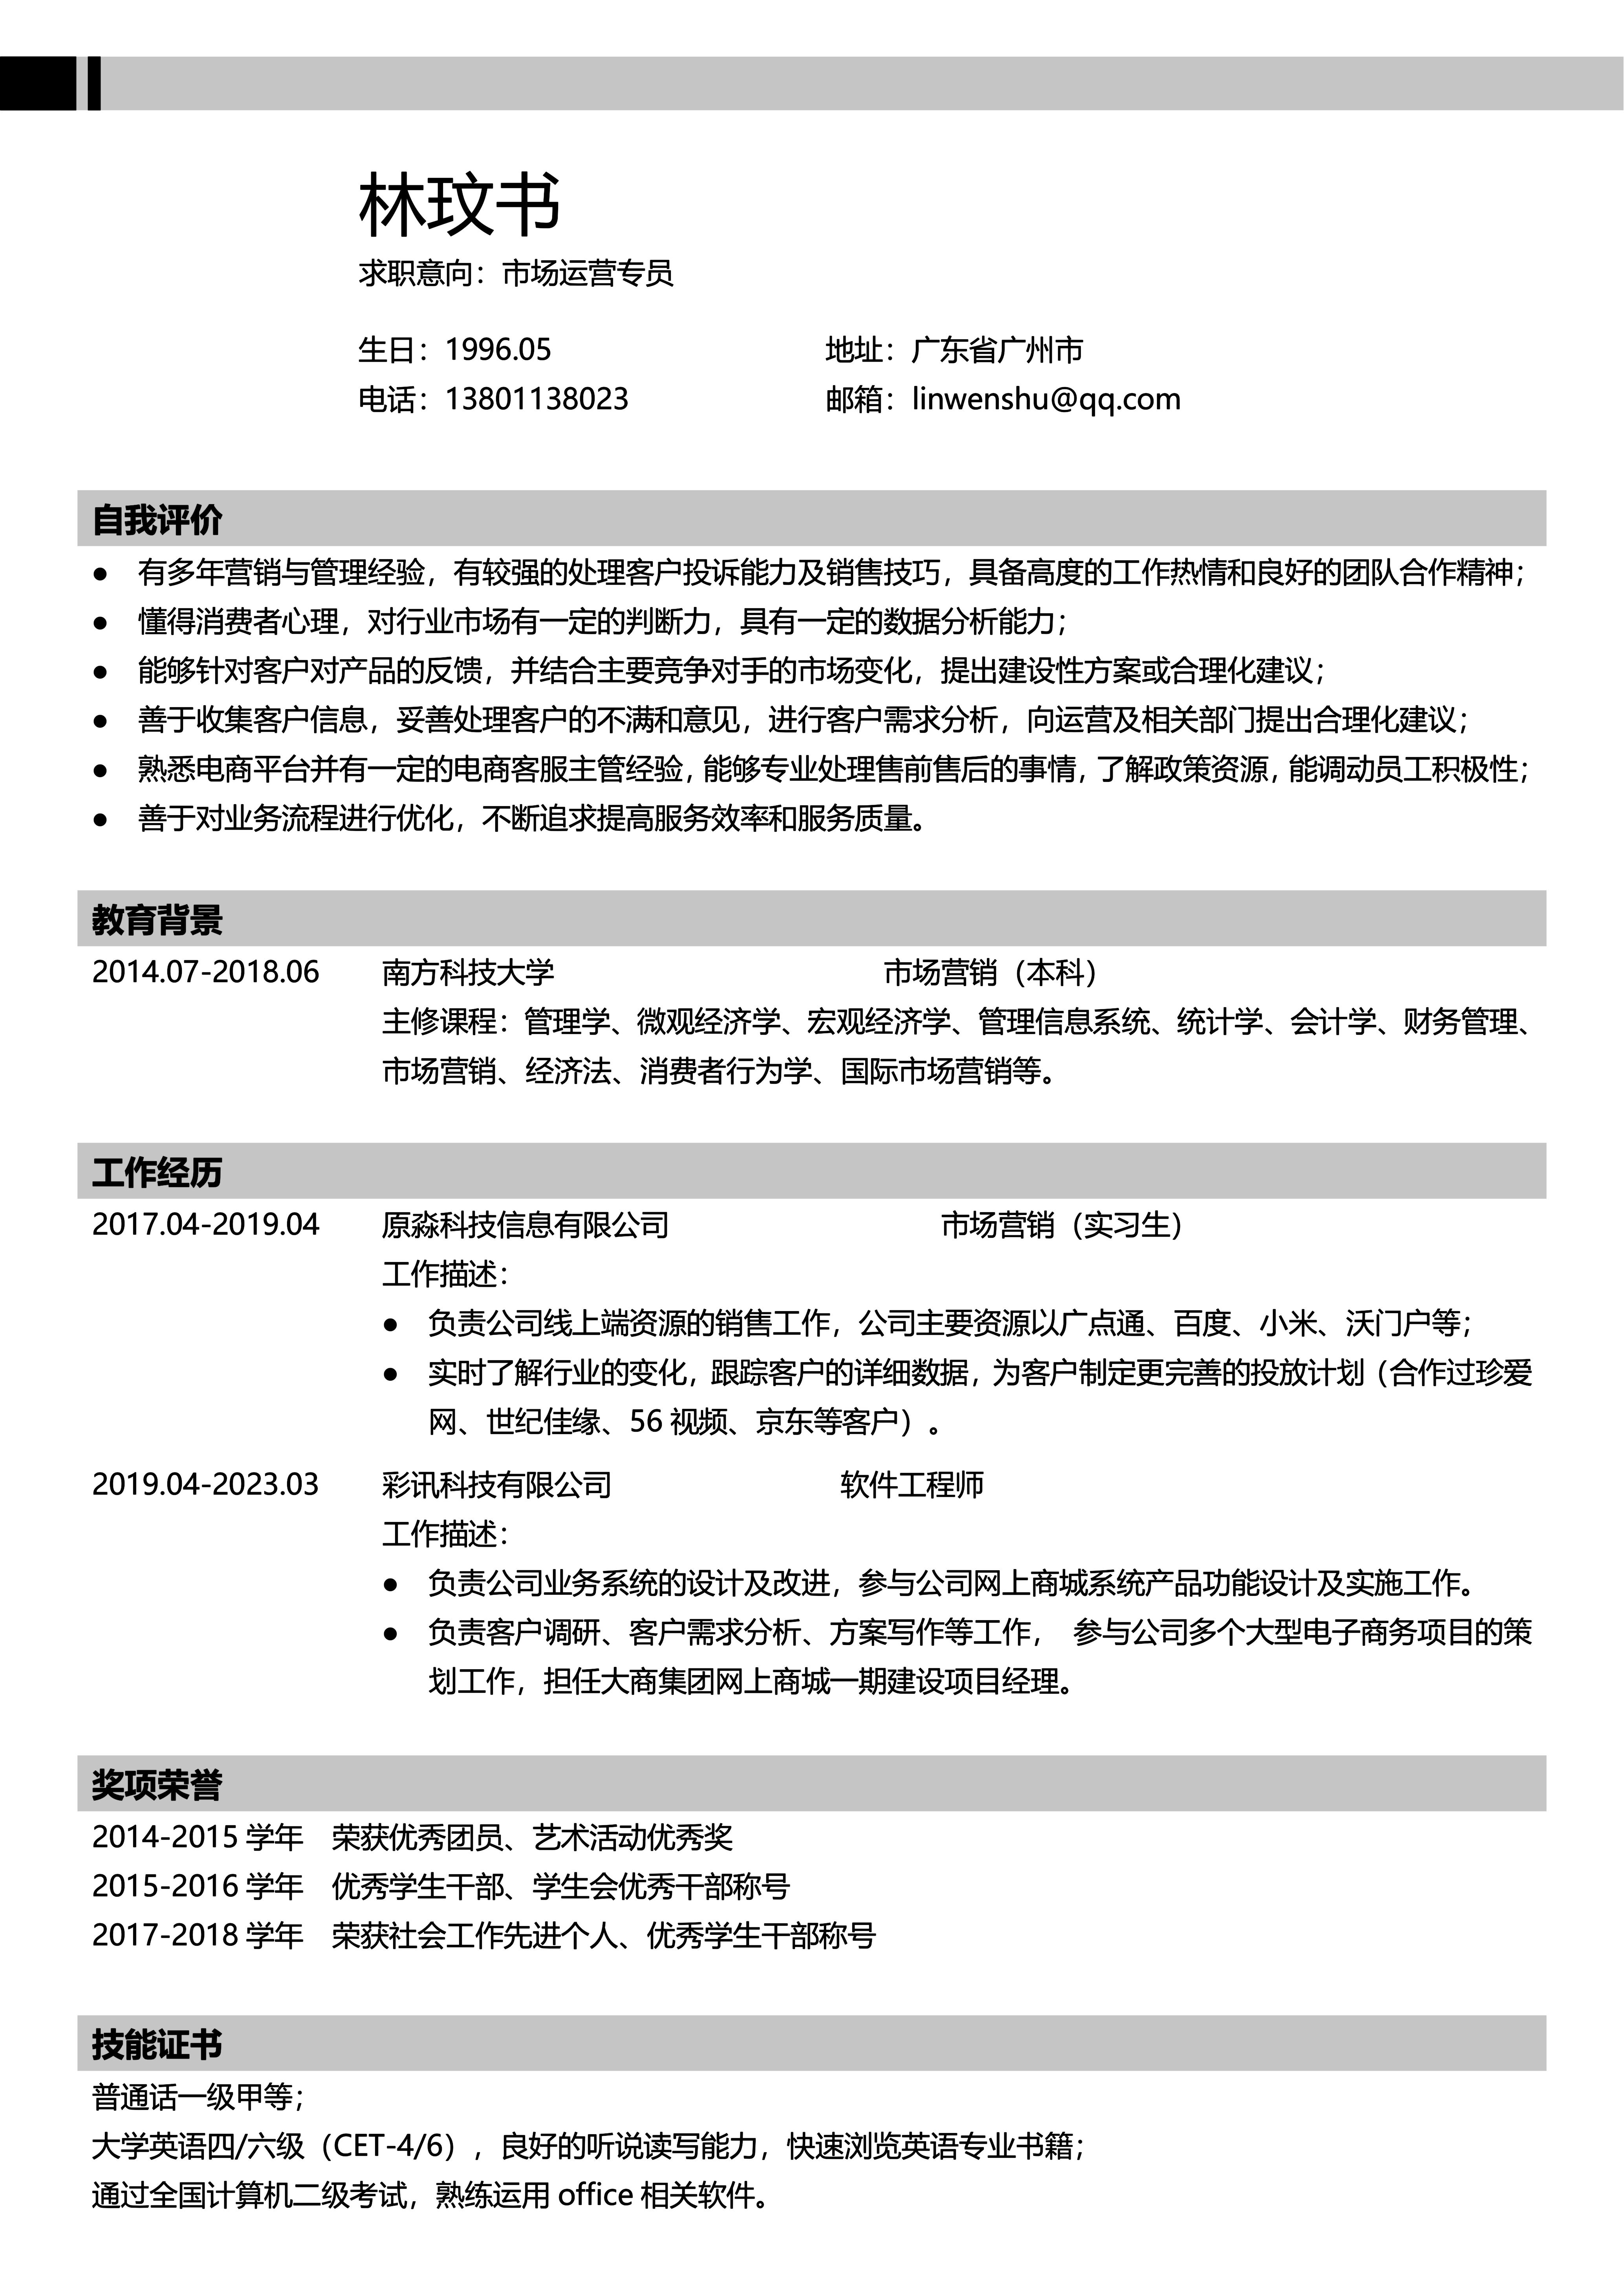 林玟书
求职意向：市场运营专员
生日：1996.05 地址：广东省广州市
电话：13801138023 邮箱：linwenshu@qq.com
自我评价
● 有多年营销与管理经验，有较强的处理客户投诉能力及销售技巧，具备高度的工作热情和良好的团队合作精神；
● 懂得消费者心理，对行业市场有一定的判断力，具有一定的数据分析能力；
● 能够针对客户对产品的反馈，并结合主要竞争对手的市场变化，提出建设性方案或合理化建议；
● 善于收集客户信息，妥善处理客户的不满和意见，进行客户需求分析，向运营及相关部门提出合理化建议；
● 熟悉电商平台并有一定的电商客服主管经验，能够专业处理售前售后的事情，了解政策资源，能调动员工积极性；
● 善于对业务流程进行优化，不断追求提高服务效率和服务质量。
教育背景
2014.07-2018.06 南方科技大学 市场营销（本科）
主修课程：管理学、微观经济学、宏观经济学、管理信息系统、统计学、会计学、财务管理、
市场营销、经济法、消费者行为学、国际市场营销等。
工作经历
2017.04-2019.04 原淼科技信息有限公司 市场营销（实习生）
工作描述：
● 负责公司线上端资源的销售工作，公司主要资源以广点通、百度、小米、沃门户等；
● 实时了解行业的变化，跟踪客户的详细数据，为客户制定更完善的投放计划（合作过珍爱
网、世纪佳缘、56 视频、京东等客户）。
2019.04-2023.03 彩讯科技有限公司 软件工程师
工作描述：
● 负责公司业务系统的设计及改进，参与公司网上商城系统产品功能设计及实施工作。
● 负责客户调研、客户需求分析、方案写作等工作， 参与公司多个大型电子商务项目的策
划工作，担任大商集团网上商城一期建设项目经理。
奖项荣誉
2014-2015 学年 荣获优秀团员、艺术活动优秀奖
2015-2016 学年 优秀学生干部、学生会优秀干部称号
2017-2018 学年 荣获社会工作先进个人、优秀学生干部称号
技能证书
普通话一级甲等；
大学英语四/六级（CET-4/6），良好的听说读写能力，快速浏览英语专业书籍；
通过全国计算机二级考试，熟练运用 office 相关软件。